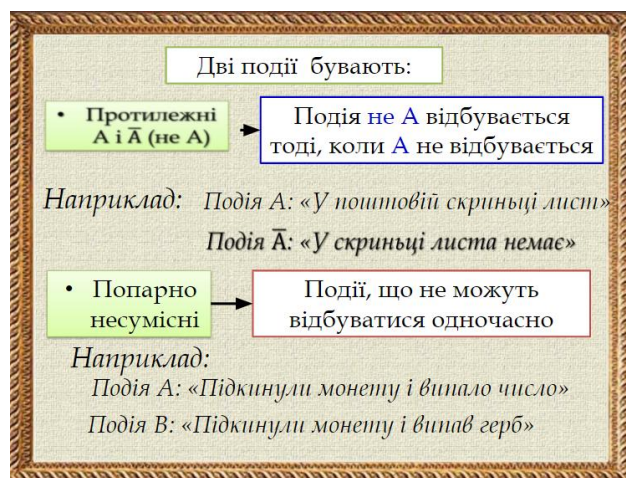 Дві події бувають:
• Протилежні
А і А̅ (не А)
Подія не А відбувається
тоді, коли А не відбувається
Наприклад: Подія А: «У поштовій скриньці лист»
Подія А̅: «У скриньці листа немає»
• Попарно
несумісні
Події, що не можуть
відбуватися одночасно
Наприклад:
Подія А: «Підкинули монету і випало число»
Подія В: «Підкинули монету і випав герб»